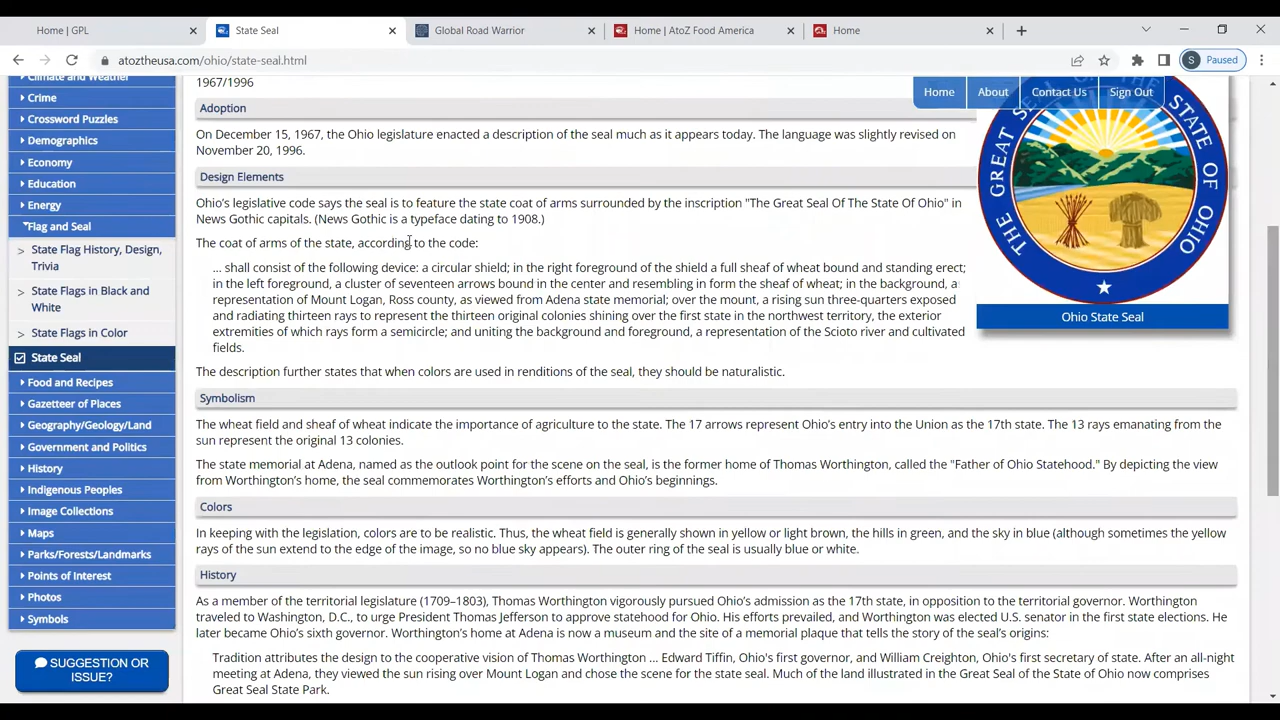 Home | GPL
State Seal
Global Road Warrior
Home | AtoZ Food America
Home
atoztheusa.com/ohio/state-seal.html
S Paused
Climate and Weather
Crime
Crossword Puzzles
Demographics
Economy
Education
Energy
Flag and Seal
State Flag History, Design,
Trivia
State Flags in Black and
White
State Flags in Color
State Seal
Food and Recipes
Gazetteer of Places
Geography/Geology/Land
Government and Politics
History
Indigenous Peoples
Image Collections
Maps
Parks/Forests/Landmarks
Points of Interest
Photos
Symbols
SUGGESTION OR
ISSUE?
Home About Contact Us Sign Out
1967/1996
Adoption
On December 15, 1967, the Ohio legislature enacted a description of the seal much as it appears today. The language was slightly revised on
November 20, 1996.
Design Elements
Ohio's legislative code says the seal is to feature the state coat of arms surrounded by the inscription "The Great Seal Of The State Of Ohio" in
News Gothic capitals. (News Gothic is a typeface dating to 1908.)
The coat of arms of the state, according to the code:
... shall consist of the following device: a circular shield; in the right foreground of the shield a full sheaf of wheat bound and standing erect;
in the left foreground, a cluster of seventeen arrows bound in the center and resembling in form the sheaf of wheat; in the background, a
representation of Mount Logan, Ross county, as viewed from Adena state memorial; over the mount, a rising sun three-quarters exposed
and radiating thirteen rays to represent the thirteen original colonies shining over the first state in the northwest territory, the exterior
extremities of which rays form a semicircle; and uniting the background and foreground, a representation of the Scioto river and cultivated
fields.
The description further states that when colors are used in renditions of the seal, they should be naturalistic.
THE GREAT SEAL OF THE STATE OF OHIO
Ohio State Seal
Symbolism
The wheat field and sheaf of wheat indicate the importance of agriculture to the state. The 17 arrows represent Ohio's entry into the Union as the 17th state. The 13 rays emanating from the
sun represent the original 13 colonies.
The state memorial at Adena, named as the outlook point for the scene on the seal, is the former home of Thomas Worthington, called the "Father of Ohio Statehood." By depicting the view
from Worthington's home, the seal commemorates Worthington's efforts and Ohio's beginnings.
Colors
In keeping with the legislation, colors are to be realistic. Thus, the wheat field is generally shown in yellow or light brown, the hills in green, and the sky in blue (although sometimes the yellow
rays of the sun extend to the edge of the image, so no blue sky appears). The outer ring of the seal is usually blue or white.
History
As a member of the territorial legislature (1709–1803), Thomas Worthington vigorously pursued Ohio's admission as the 17th state, in opposition to the territorial governor. Worthington
traveled to Washington, D.C., to urge President Thomas Jefferson to approve statehood for Ohio. His efforts prevailed, and Worthington was elected U.S. senator in the first state elections. He
later became Ohio's sixth governor. Worthington's home at Adena is now a museum and the site of a memorial plaque that tells the story of the seal's origins:
Tradition attributes the design to the cooperative vision of Thomas Worthington ... Edward Tiffin, Ohio's first governor, and William Creighton, Ohio's first secretary of state. After an all-night
meeting at Adena, they viewed the sun rising over Mount Logan and chose the scene for the state seal. Much of the land illustrated in the Great Seal of the State of Ohio now comprises
Great Seal State Park.